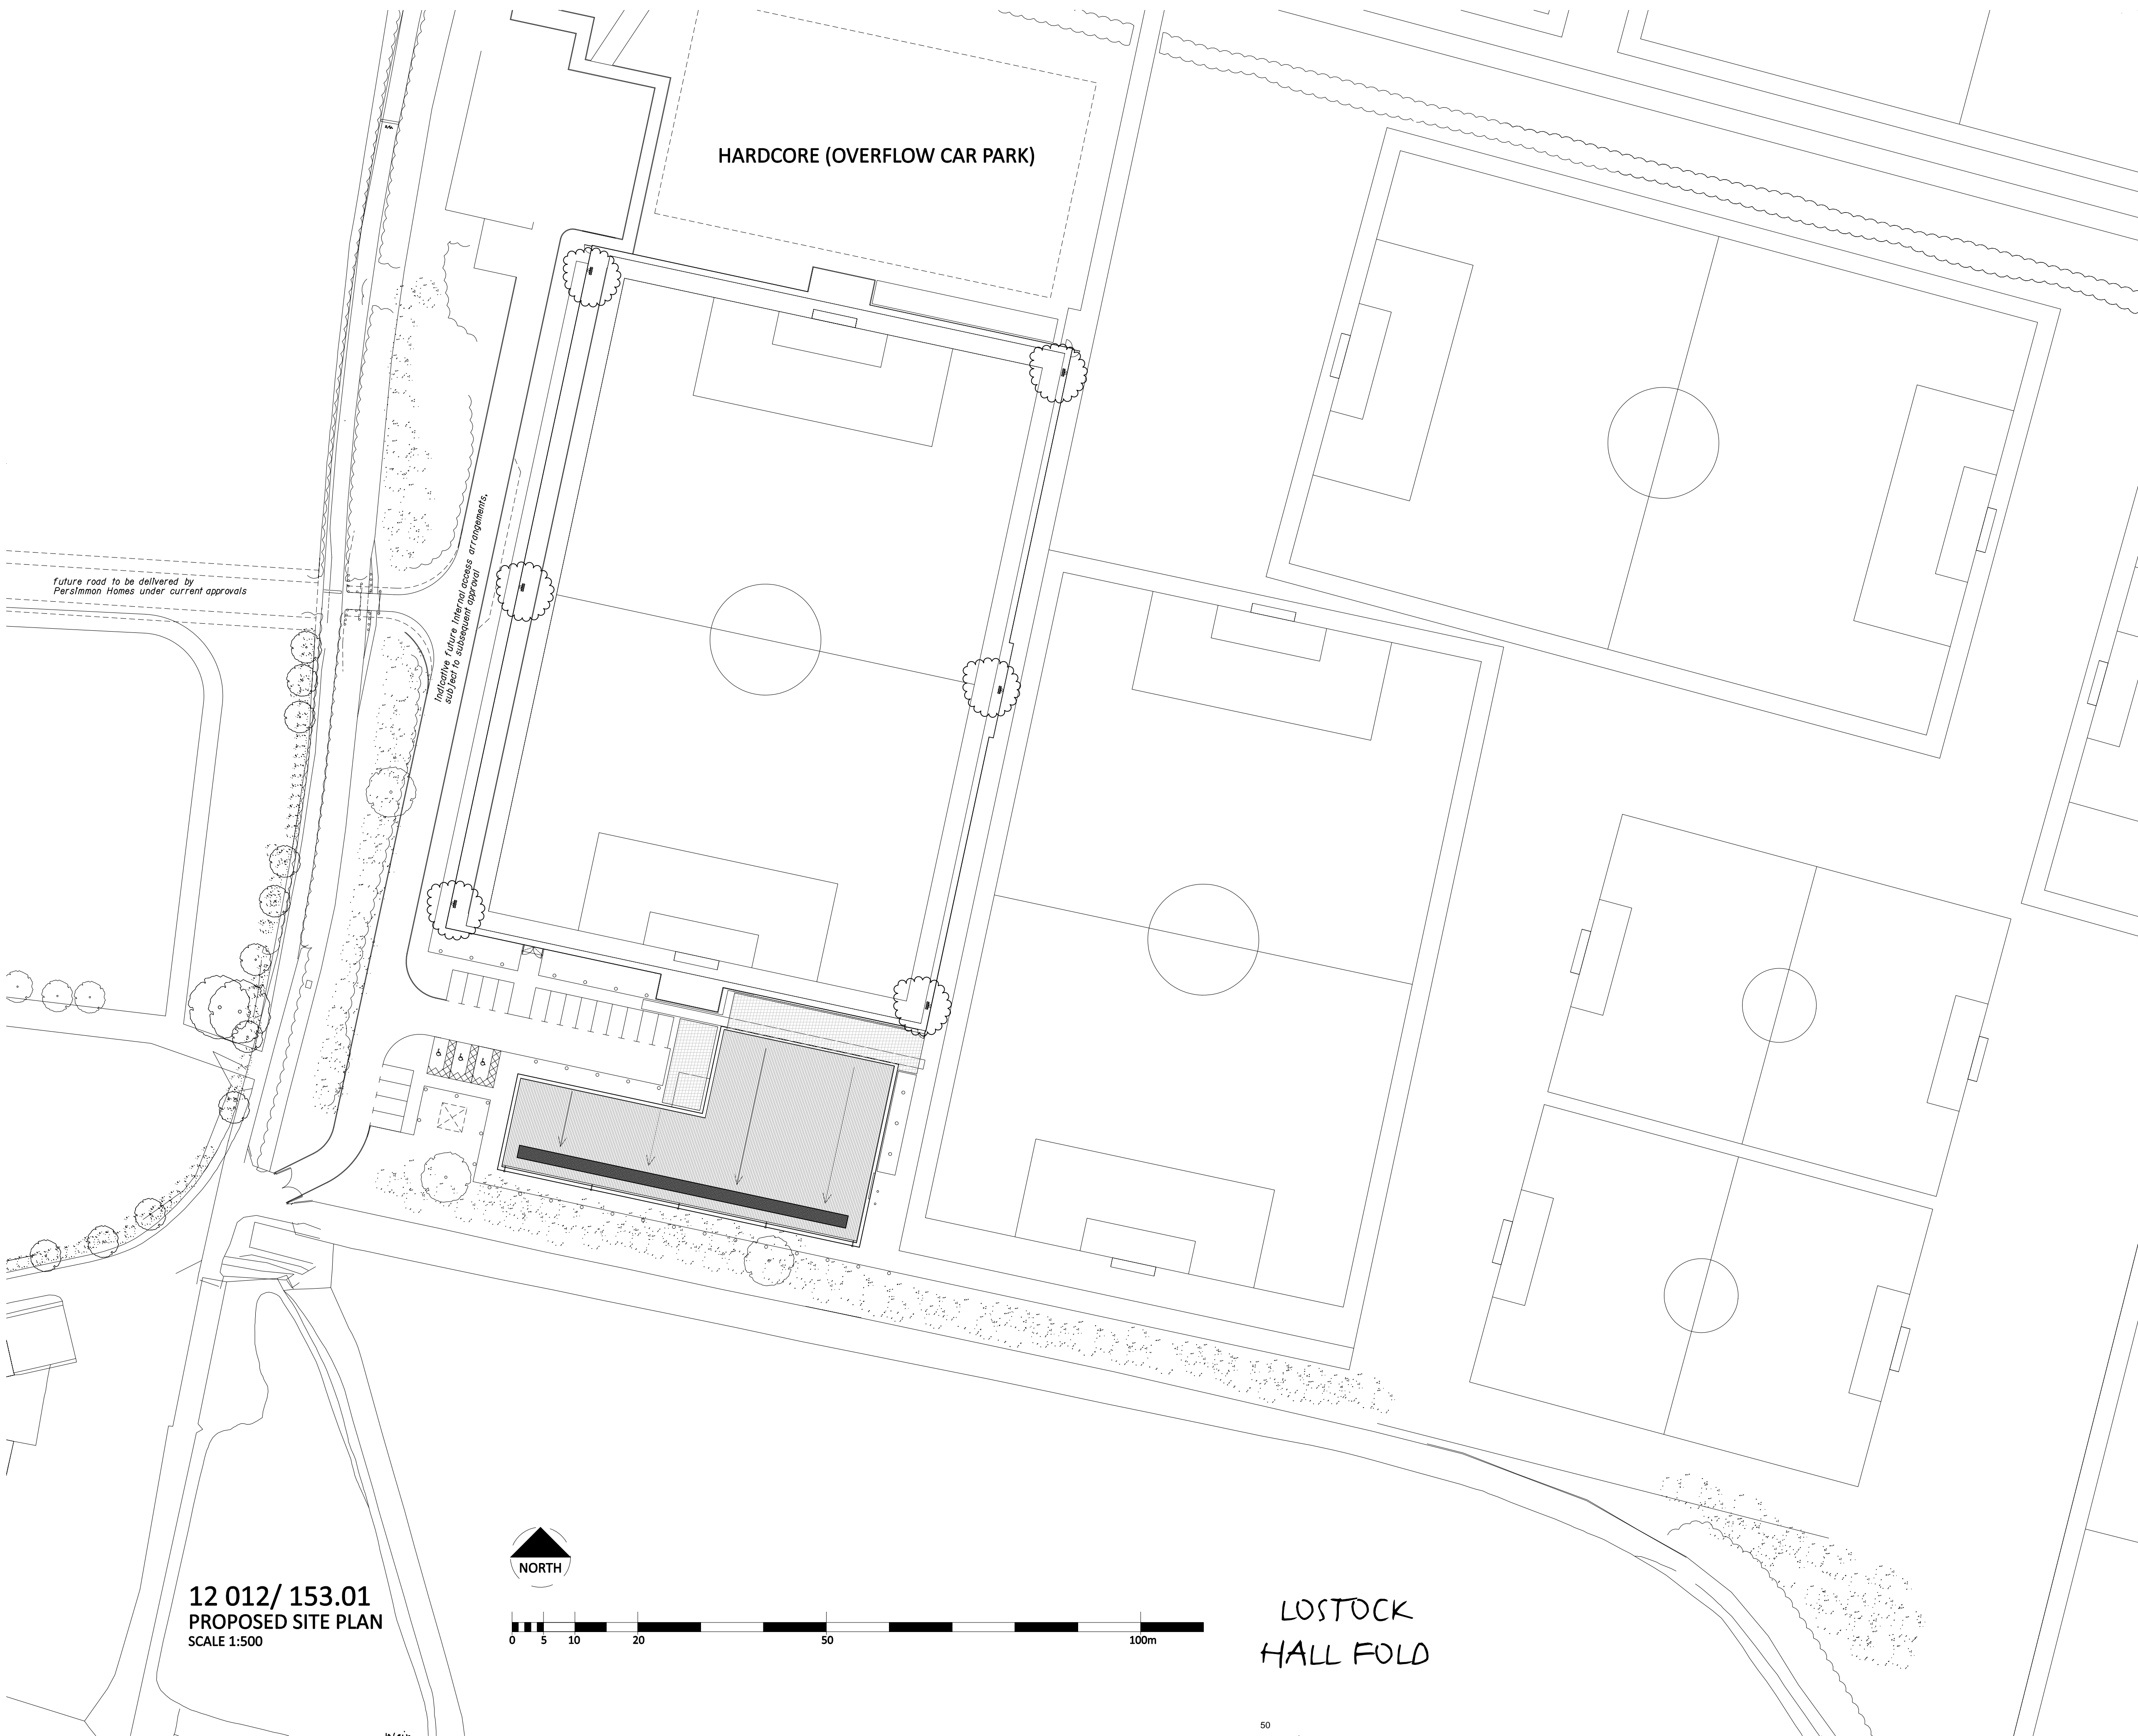 HARDCORE (OVERFLOW CAR PARK)
future road to be delivered by
Persimmon Homes under current approvals
Indicative future internal access arrangements,
subject to subsequent approval
NORTH
12 012/ 153.01
PROPOSED SITE PLAN
SCALE 1:500
0 5 10 20 50 100m
LOSTOCK
HALL FOLD
50